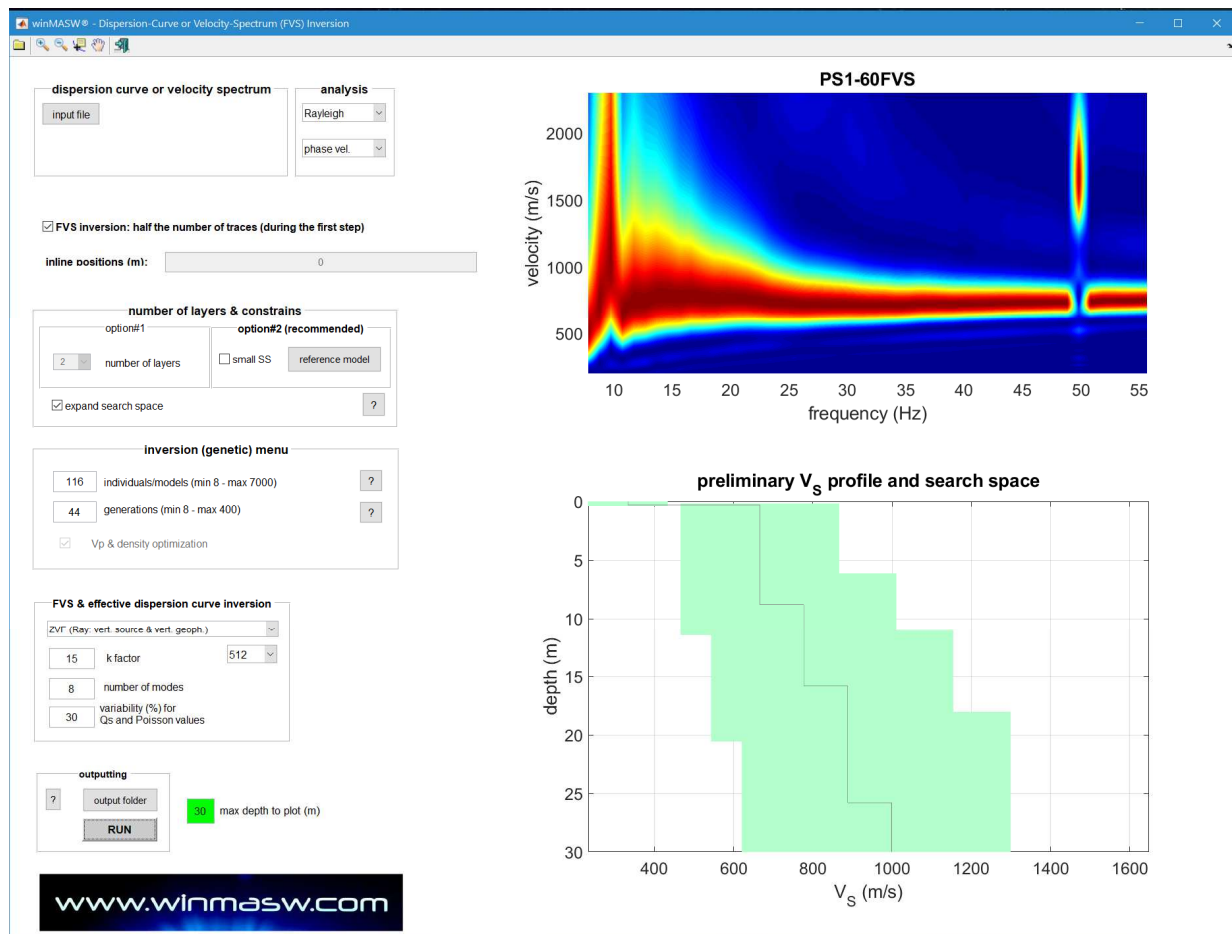 winMASW® - Dispersion-Curve or Velocity-Spectrum (FVS) Inversion
dispersion curve or velocity spectrum
input file
analysis
Rayleigh
phase vel.
FVS inversion: half the number of traces (during the first step)
inline positions (m):
0
number of layers & constrains
option#1
2
number of layers
option#2 (recommended)
small SS
reference model
expand search space
?
inversion (genetic) menu
116
individuals/models (min 8 - max 7000)
?
44
generations (min 8 - max 400)
?
Vp & density optimization
FVS & effective dispersion curve inversion
ZVF (Ray: vert. source & vert. geoph.)
15
k factor
512
8
number of modes
30
variability (%) for
Qs and Poisson values
outputting
?
output folder
RUN
30
max depth to plot (m)
www.winmasw.com
PS1-60FVS
velocity (m/s)
2000
1500
1000
500
10 15 20 25 30 35 40 45 50 55
frequency (Hz)
preliminary VS profile and search space
depth (m)
0
5
10
15
20
25
30
400 600 800 1000 1200 1400 1600
VS (m/s)